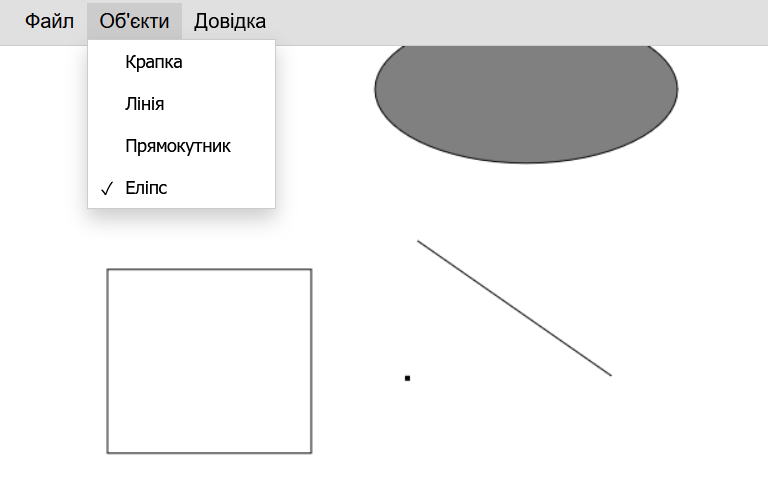 Файл Об'єкти Довідка
Крапка
Лінія
Прямокутник
Еліпс